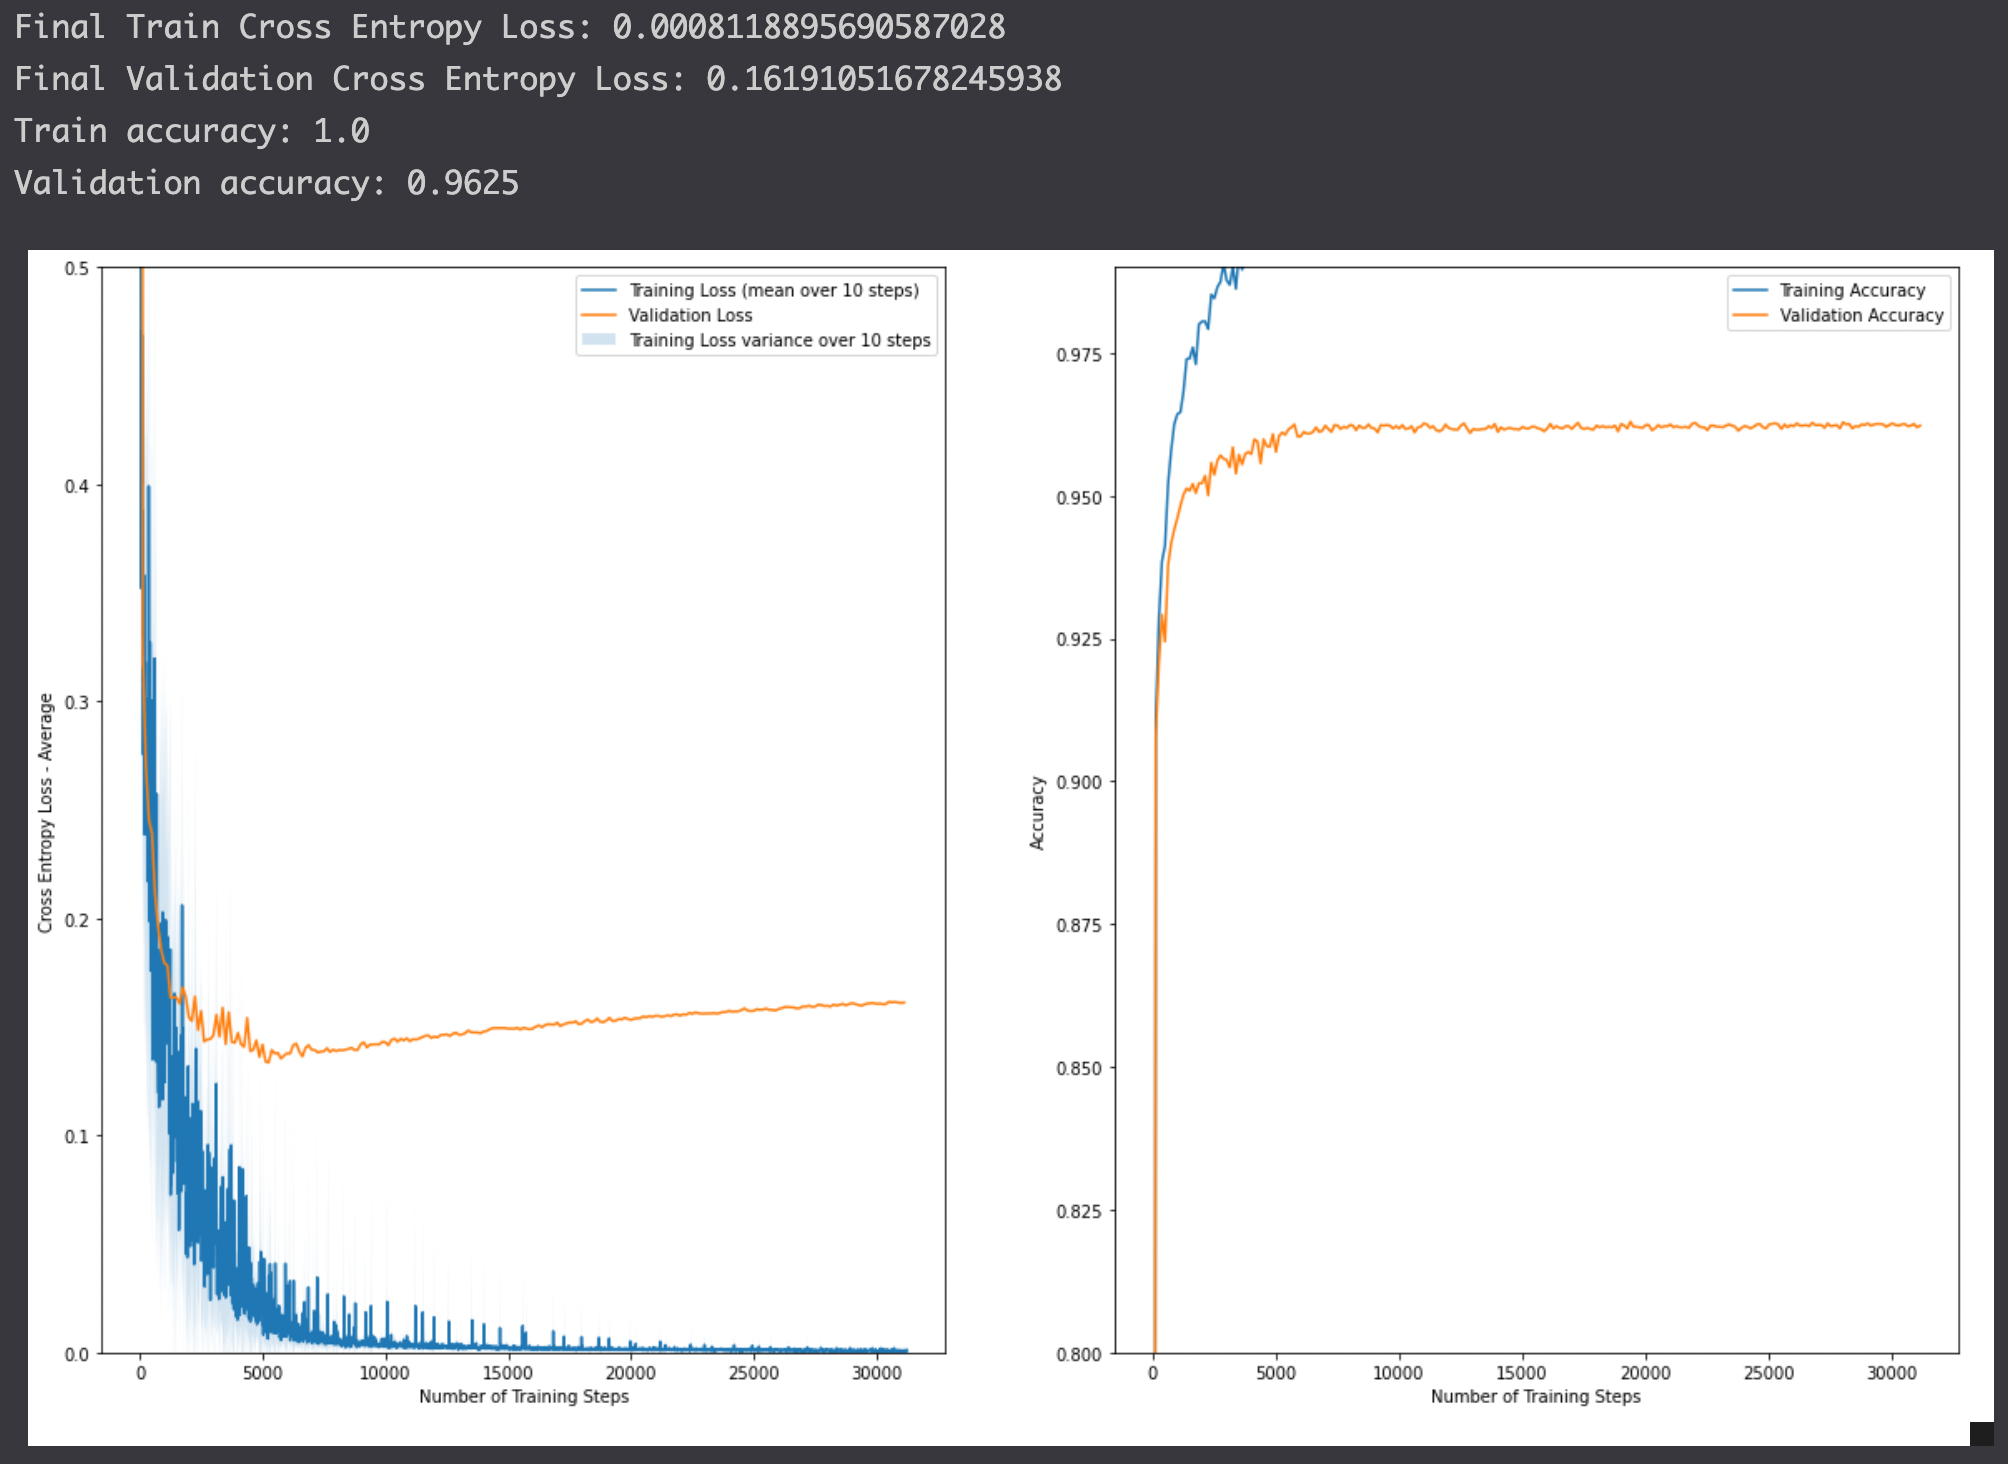 Final Train Cross Entropy Loss: 0.0008118895690587028
Final Validation Cross Entropy Loss: 0.16191051678245938
Train accuracy: 1.0
Validation accuracy: 0.9625
Training Loss (mean over 10 steps)
Validation Loss
Training Loss variance over 10 steps
0.5
0.4
0.3
0.2
0.1
0.0
Cross Entropy Loss - Average
0 5000 10000 15000 20000 25000 30000
Number of Training Steps
Training Accuracy
Validation Accuracy
0.975
0.950
0.925
0.900
0.875
0.850
0.825
0.800
Accuracy
0 5000 10000 15000 20000 25000 30000
Number of Training Steps